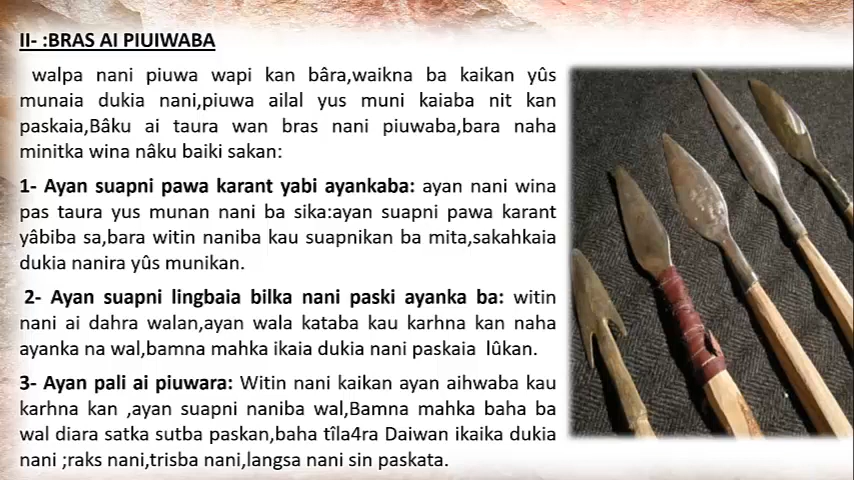 II- :BRAS AI PIUIWABA
walpa nani piuwa wapi kan bâra,waikna ba kaikan yûs
munaia dukia nani,piuwa ailal yus muni kaiaba nit kan
paskaia,Bâku ai taura wan bras nani piuwaba,bara naha
minitka wina nâku baiki sakan:
1- Ayan suapni pawa karant yabi ayankaba: ayan nani wina
pas taura yus munan nani ba sika:ayan suapni pawa karant
yâbiba sa,bara witin naniba kau suapnikan ba mita,sakahkaia
dukia nanira yûs munikan.
2- Ayan suapni lingbaia bilka nani paski ayanka ba: witin
nani ai dahra walan,ayan wala kataba kau karhna kan naha
ayanka na wal,bamna mahka ikaia dukia nani paskaia lûkan.
3- Ayan pali ai piuwara: Witin nani kaikan ayan aihwaba kau
karhna kan ,ayan suapni naniba wal,Bamna mahka baha ba
wal diara satka sutba paskan,baha tîla4ra Daiwan ikaika dukia
nani ;raks nani,trisba nani,langsa nani sin paskata.